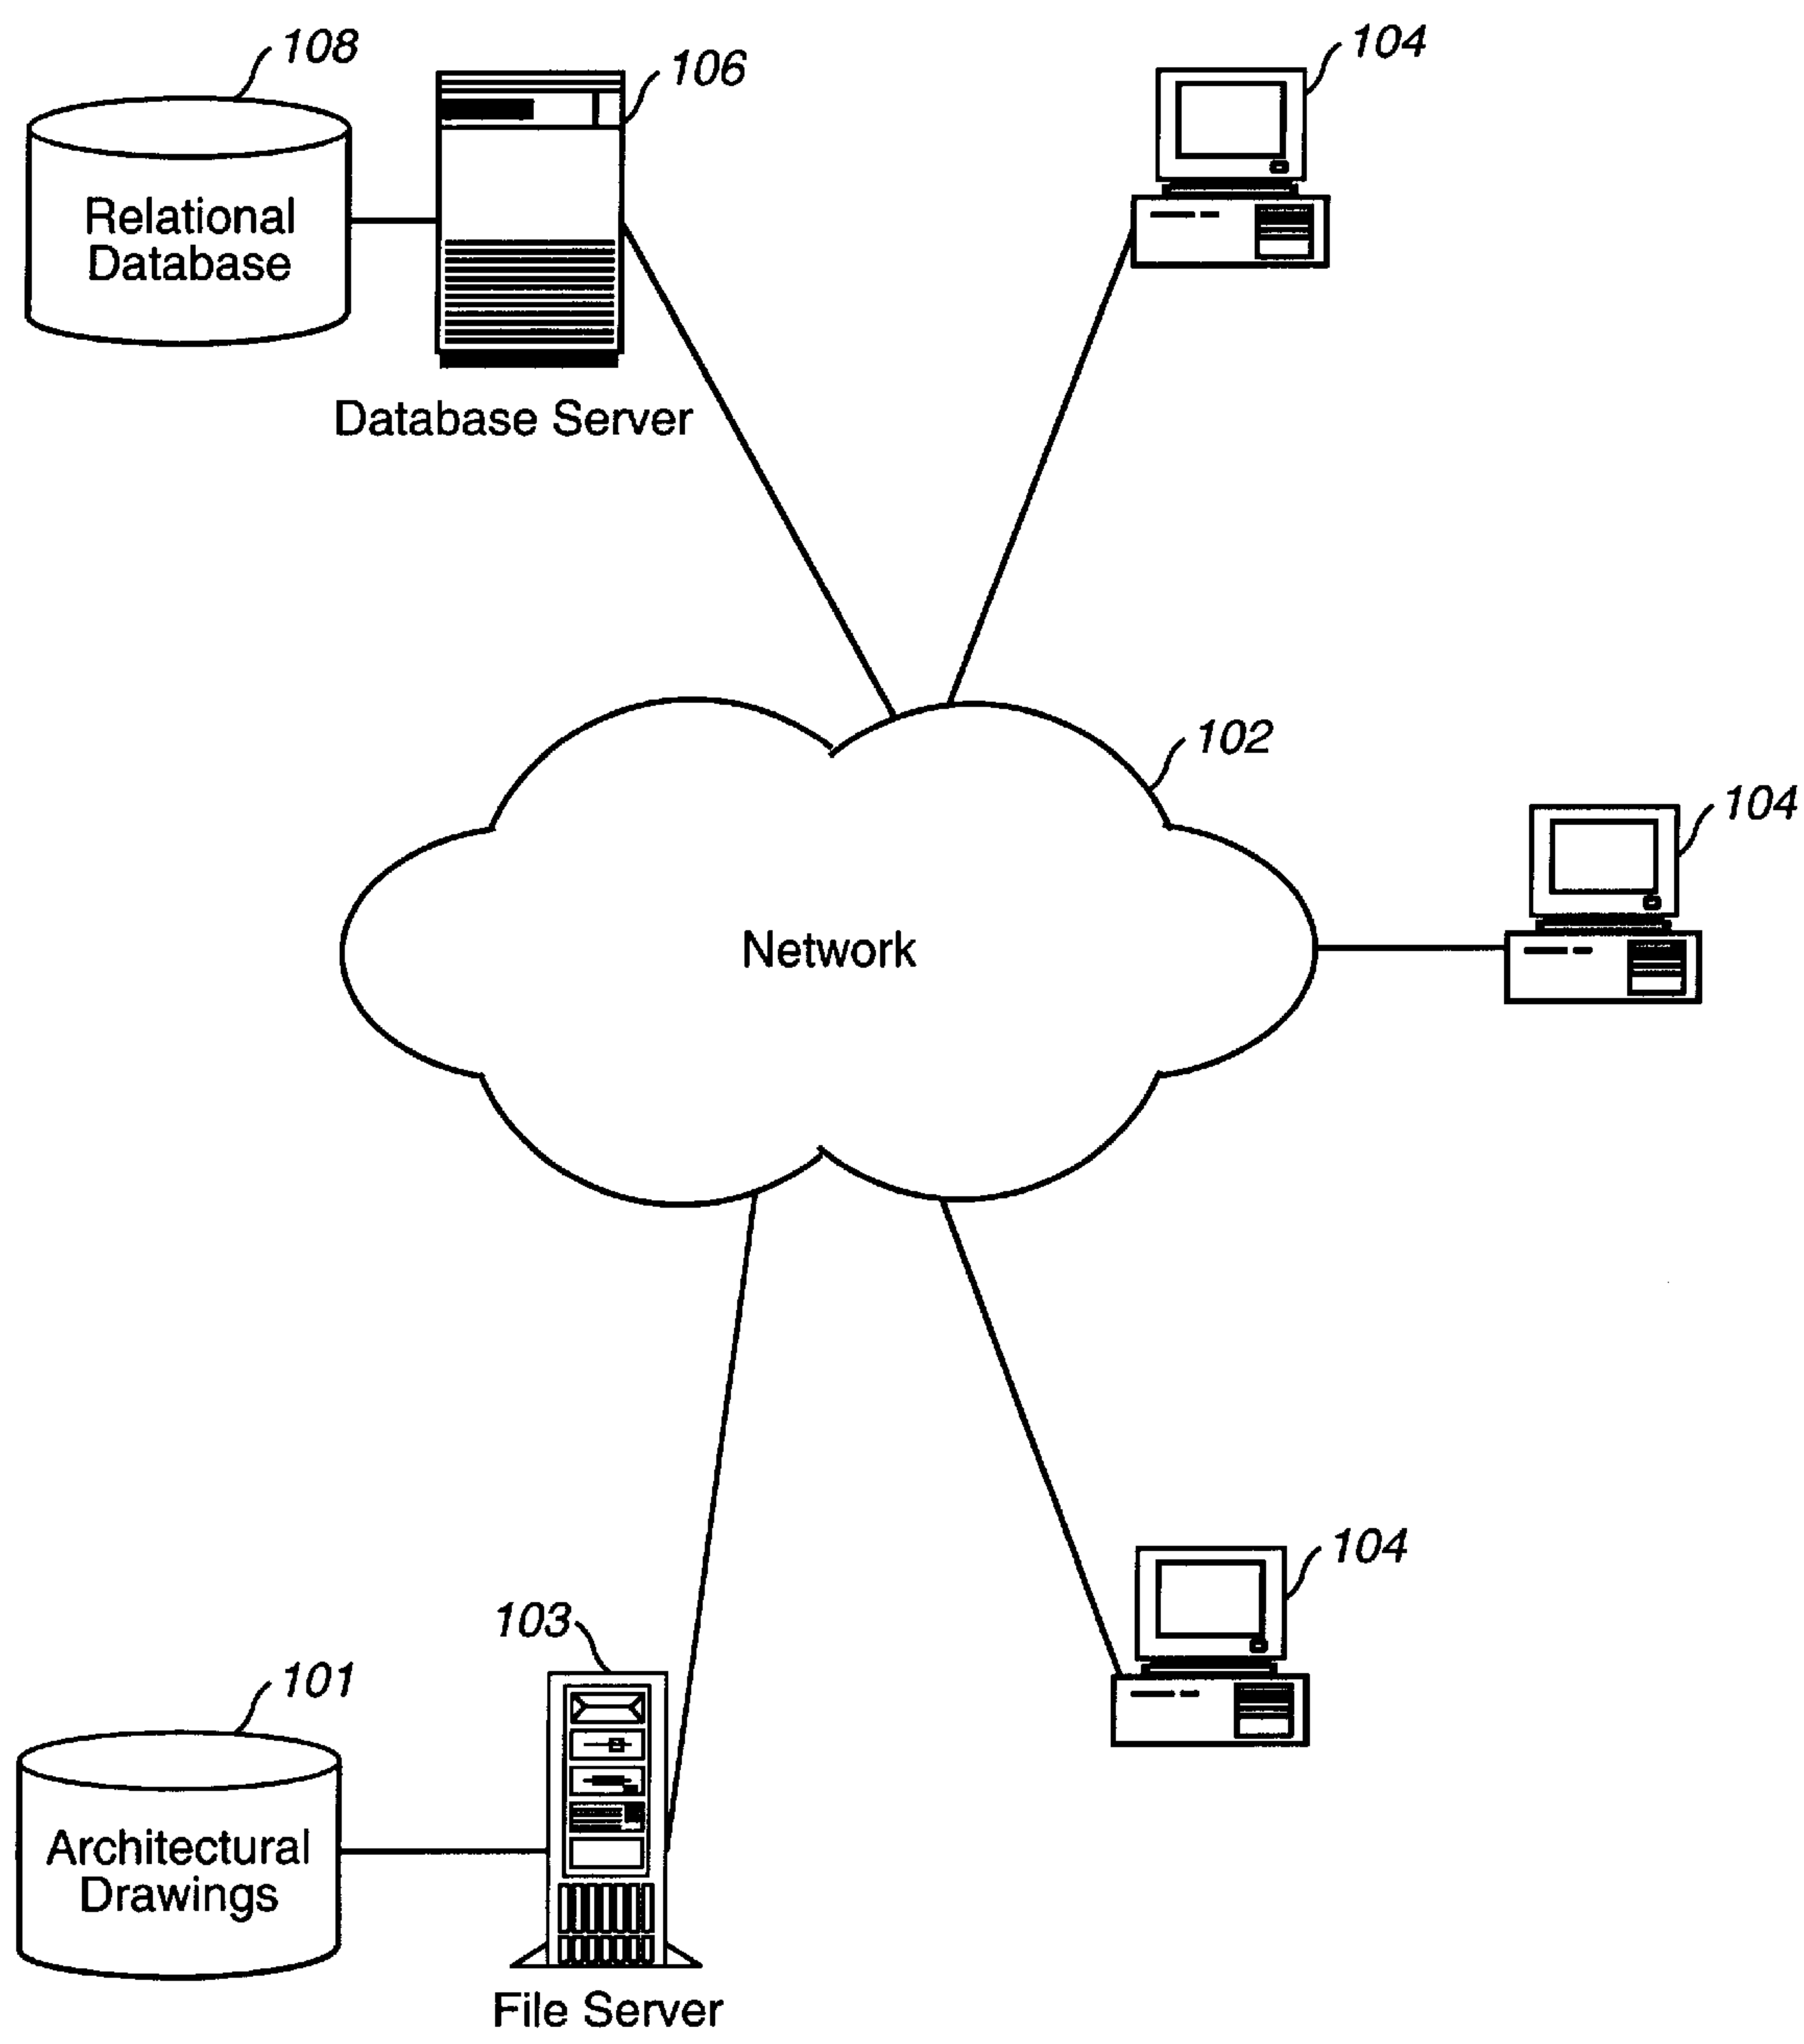 108
106
104
Relational
Database
Database Server
102
104
Network
104
103
101
Architectural
Drawings
File Server